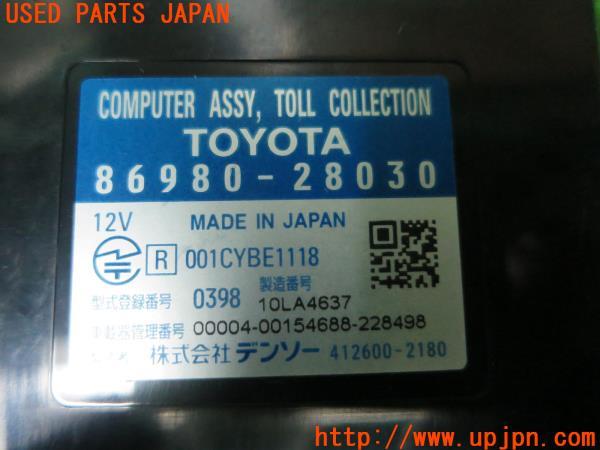 USED PARTS JAPAN
COMPUTER ASSY, TOLL COLLECTION
TOYOTA
86980-28030
12V MADE IN JAPAN
R 001CYBE1118
型式登録番号 0398 製造番号 10LA4637
車載器管理番号 00004-00154688-228498
株式会社 デンソー 412600-2180
UPJ www.upjpn.com